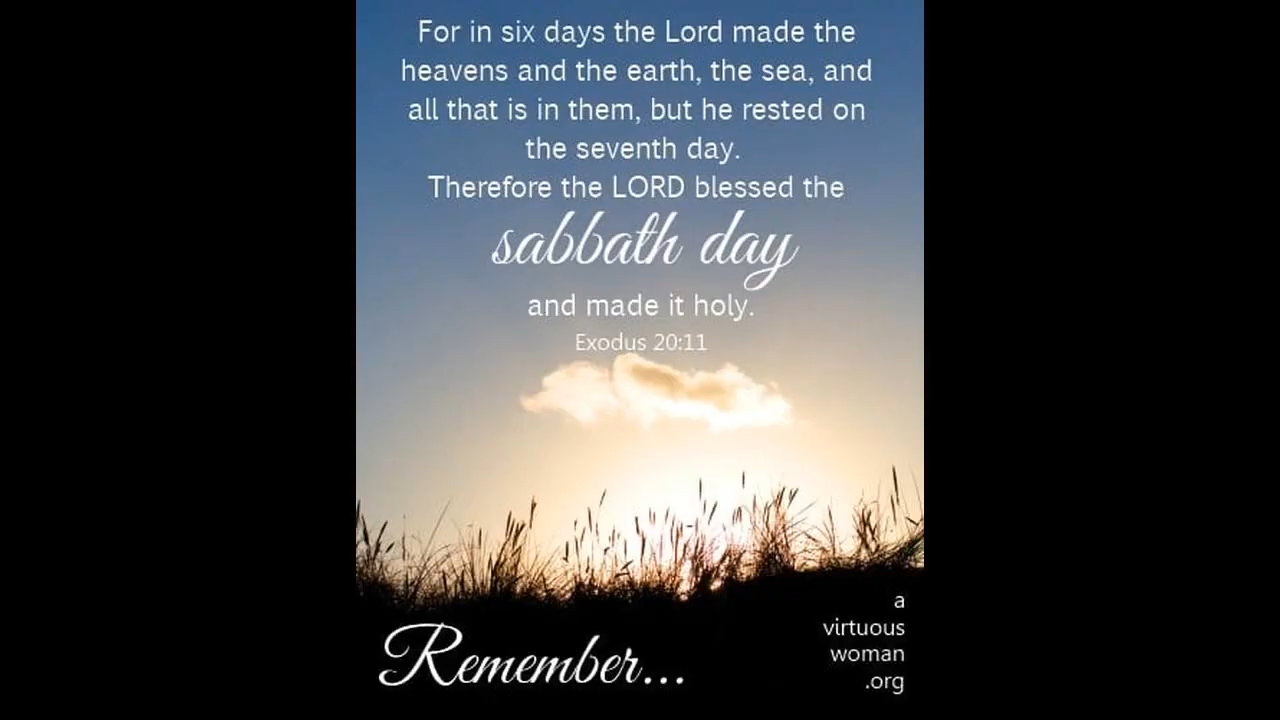 For in six days the Lord made the
heavens and the earth, the sea, and
all that is in them, but he rested on
the seventh day.
Therefore the LORD blessed the
sabbath day
and made it holy.
Exodus 20:11
Remember...
a
virtuous
woman
.org